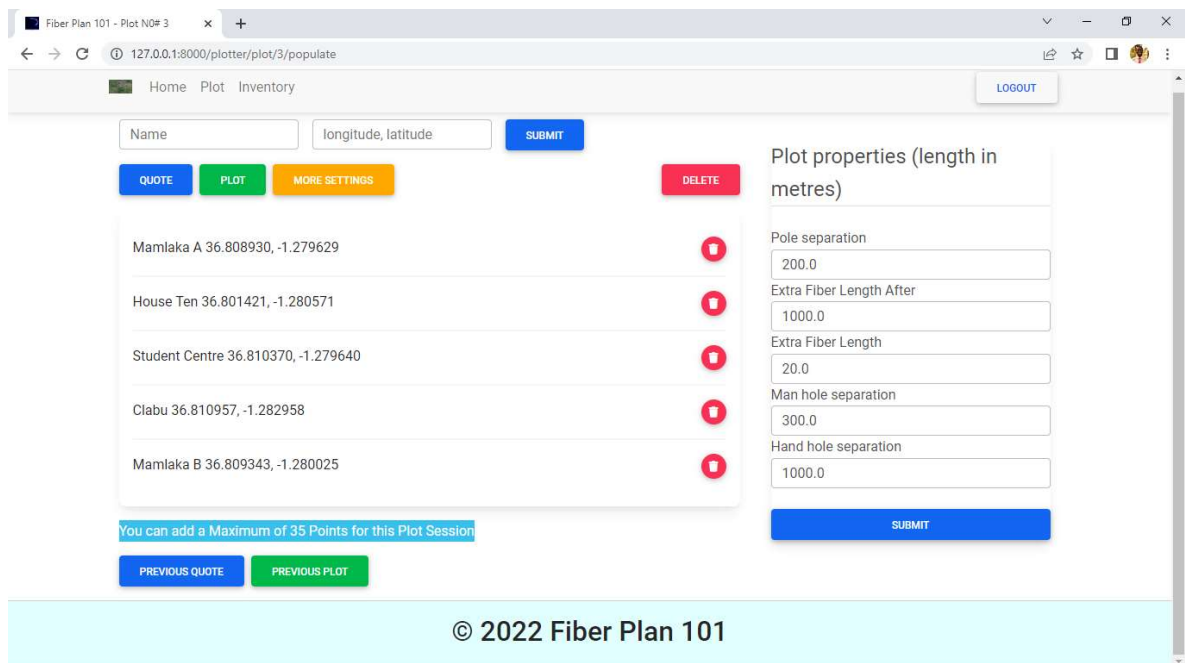 Fiber Plan 101 - Plot N0# 3
127.0.0.1:8000/plotter/plot/3/populate
Home Plot Inventory
LOGOUT
Name
longitude, latitude
SUBMIT
QUOTE
PLOT
MORE SETTINGS
DELETE
Mamlaka A 36.808930, -1.279629
House Ten 36.801421, -1.280571
Student Centre 36.810370, -1.279640
Clabu 36.810957, -1.282958
Mamlaka B 36.809343, -1.280025
You can add a Maximum of 35 Points for this Plot Session
PREVIOUS QUOTE
PREVIOUS PLOT
Plot properties (length in
metres)
Pole separation
200.0
Extra Fiber Length After
1000.0
Extra Fiber Length
20.0
Man hole separation
300.0
Hand hole separation
1000.0
SUBMIT
© 2022 Fiber Plan 101